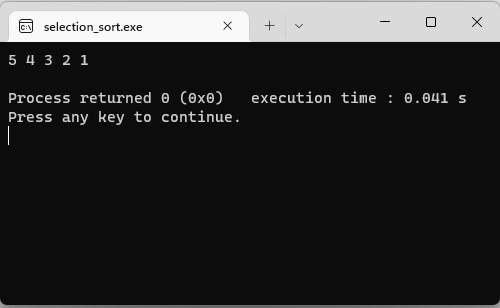 selection_sort.exe
5 4 3 2 1
Process returned 0 (0x0)   execution time : 0.041 s
Press any key to continue.